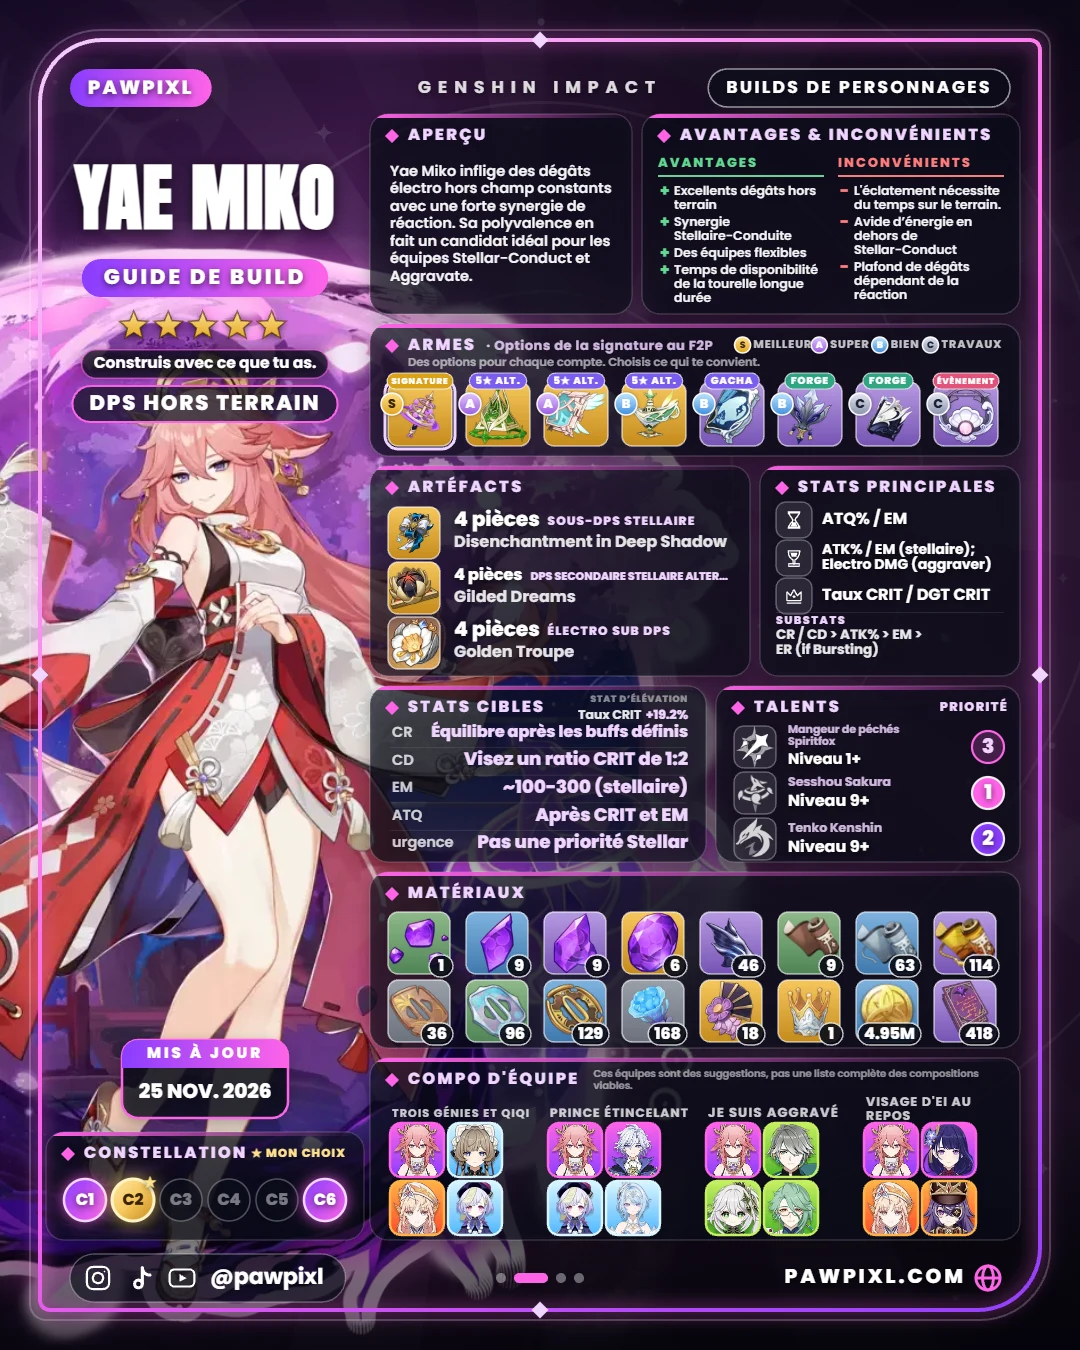 PAWPIXL
GENSHIN IMPACT
BUILDS DE PERSONNAGES
YAE MIKO
GUIDE DE BUILD
Construis avec ce que tu as.
DPS HORS TERRAIN
APERÇU
Yae Miko inflige des dégâts
électro hors champ constants
avec une forte synergie de
réaction. Sa polyvalence en
fait un candidat idéal pour les
équipes Stellar-Conduct et
Aggravate.
AVANTAGES & INCONVÉNIENTS
AVANTAGES
+ Excellents dégâts hors
terrain
+ Synergie
Stellaire-Conduite
+ Des équipes flexibles
+ Temps de disponibilité
de la tourelle longue
durée
INCONVÉNIENTS
- L'éclatement nécessite
du temps sur le terrain.
- Avide d'énergie en
dehors de
Stellar-Conduct
- Plafond de dégâts
dépendant de la
réaction
ARMES · Options de la signature au F2P
S MEILLEUR A SUPER B BIEN C TRAVAUX
Des options pour chaque compte. Choisis ce qui te convient.
SIGNATURE S
5★ ALT. A
5★ ALT. A
5★ ALT. B
GACHA B
FORGE B
FORGE C
ÉVÉNEMENT C
ARTÉFACTS
4 pièces SOUS-DPS STELLAIRE
Disenchantment in Deep Shadow
4 pièces DPS SECONDAIRE STELLAIRE ALTER...
Gilded Dreams
4 pièces ÉLECTRO SUB DPS
Golden Troupe
STATS PRINCIPALES
ATQ% / EM
ATK% / EM (stellaire);
Electro DMG (aggraver)
Taux CRIT / DGT CRIT
SUBSTATS
CR / CD > ATK% > EM >
ER (if Bursting)
STATS CIBLES
STAT D'ÉLÉVATION
Taux CRIT +19.2%
CR Équilibre après les buffs définis
CD Visez un ratio CRIT de 1:2
EM ~100-300 (stellaire)
ATQ Après CRIT et EM
urgence Pas une priorité Stellar
TALENTS PRIORITÉ
Mangeur de péchés
Spiritfox
Niveau 1+
3
Sesshou Sakura
Niveau 9+
1
Tenko Kenshin
Niveau 9+
2
MATÉRIAUX
1 9 9 6 46 9 63 114
36 96 129 168 18 1 4.95M 418
COMPO D'ÉQUIPE
Ces équipes sont des suggestions, pas une liste complète des compositions
viables.
TROIS GÉNIES ET QIQI
PRINCE ÉTINCELANT
JE SUIS AGGRAVÉ
VISAGE D'EI AU
REPOS
MIS À JOUR
25 NOV. 2026
CONSTELLATION ★ MON CHOIX
C1 C2 C3 C4 C5 C6
@pawpixl
PAWPIXL.COM